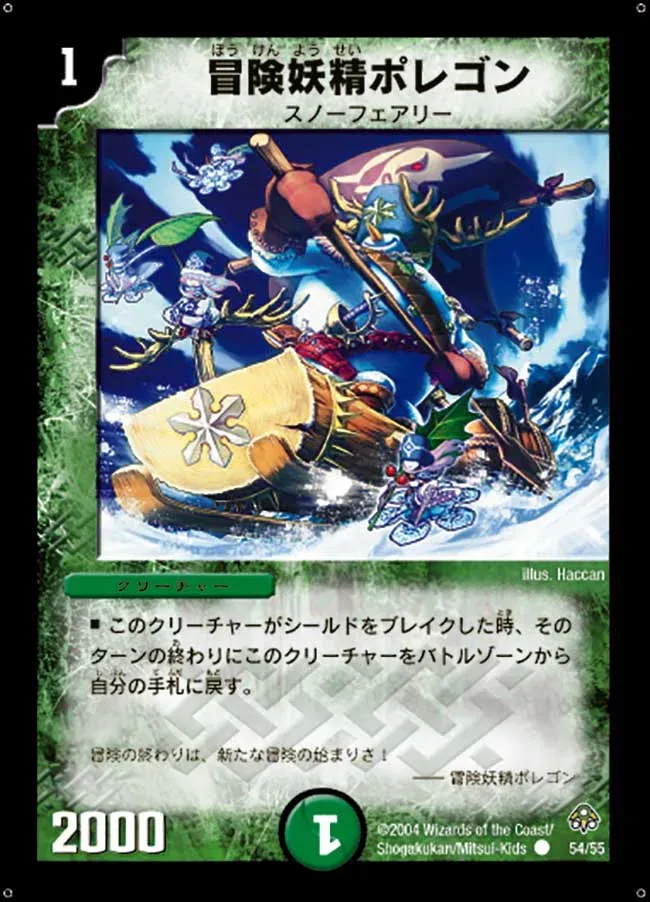 1
ぼうけんようせい
冒険妖精ポレゴン
スノーフェアリー
illus. Haccan
クリーチャー
■ このクリーチャーがシールドをブレイクした時、その
ターンの終わりにこのクリーチャーをバトルゾーンから
自分の手札に戻す。
冒険の終わりは、新たな冒険の始まりさ！
―― 冒険妖精ポレゴン
2000
1
©2004 Wizards of the Coast/
Shogakukan/Mitsui-Kids
54/55